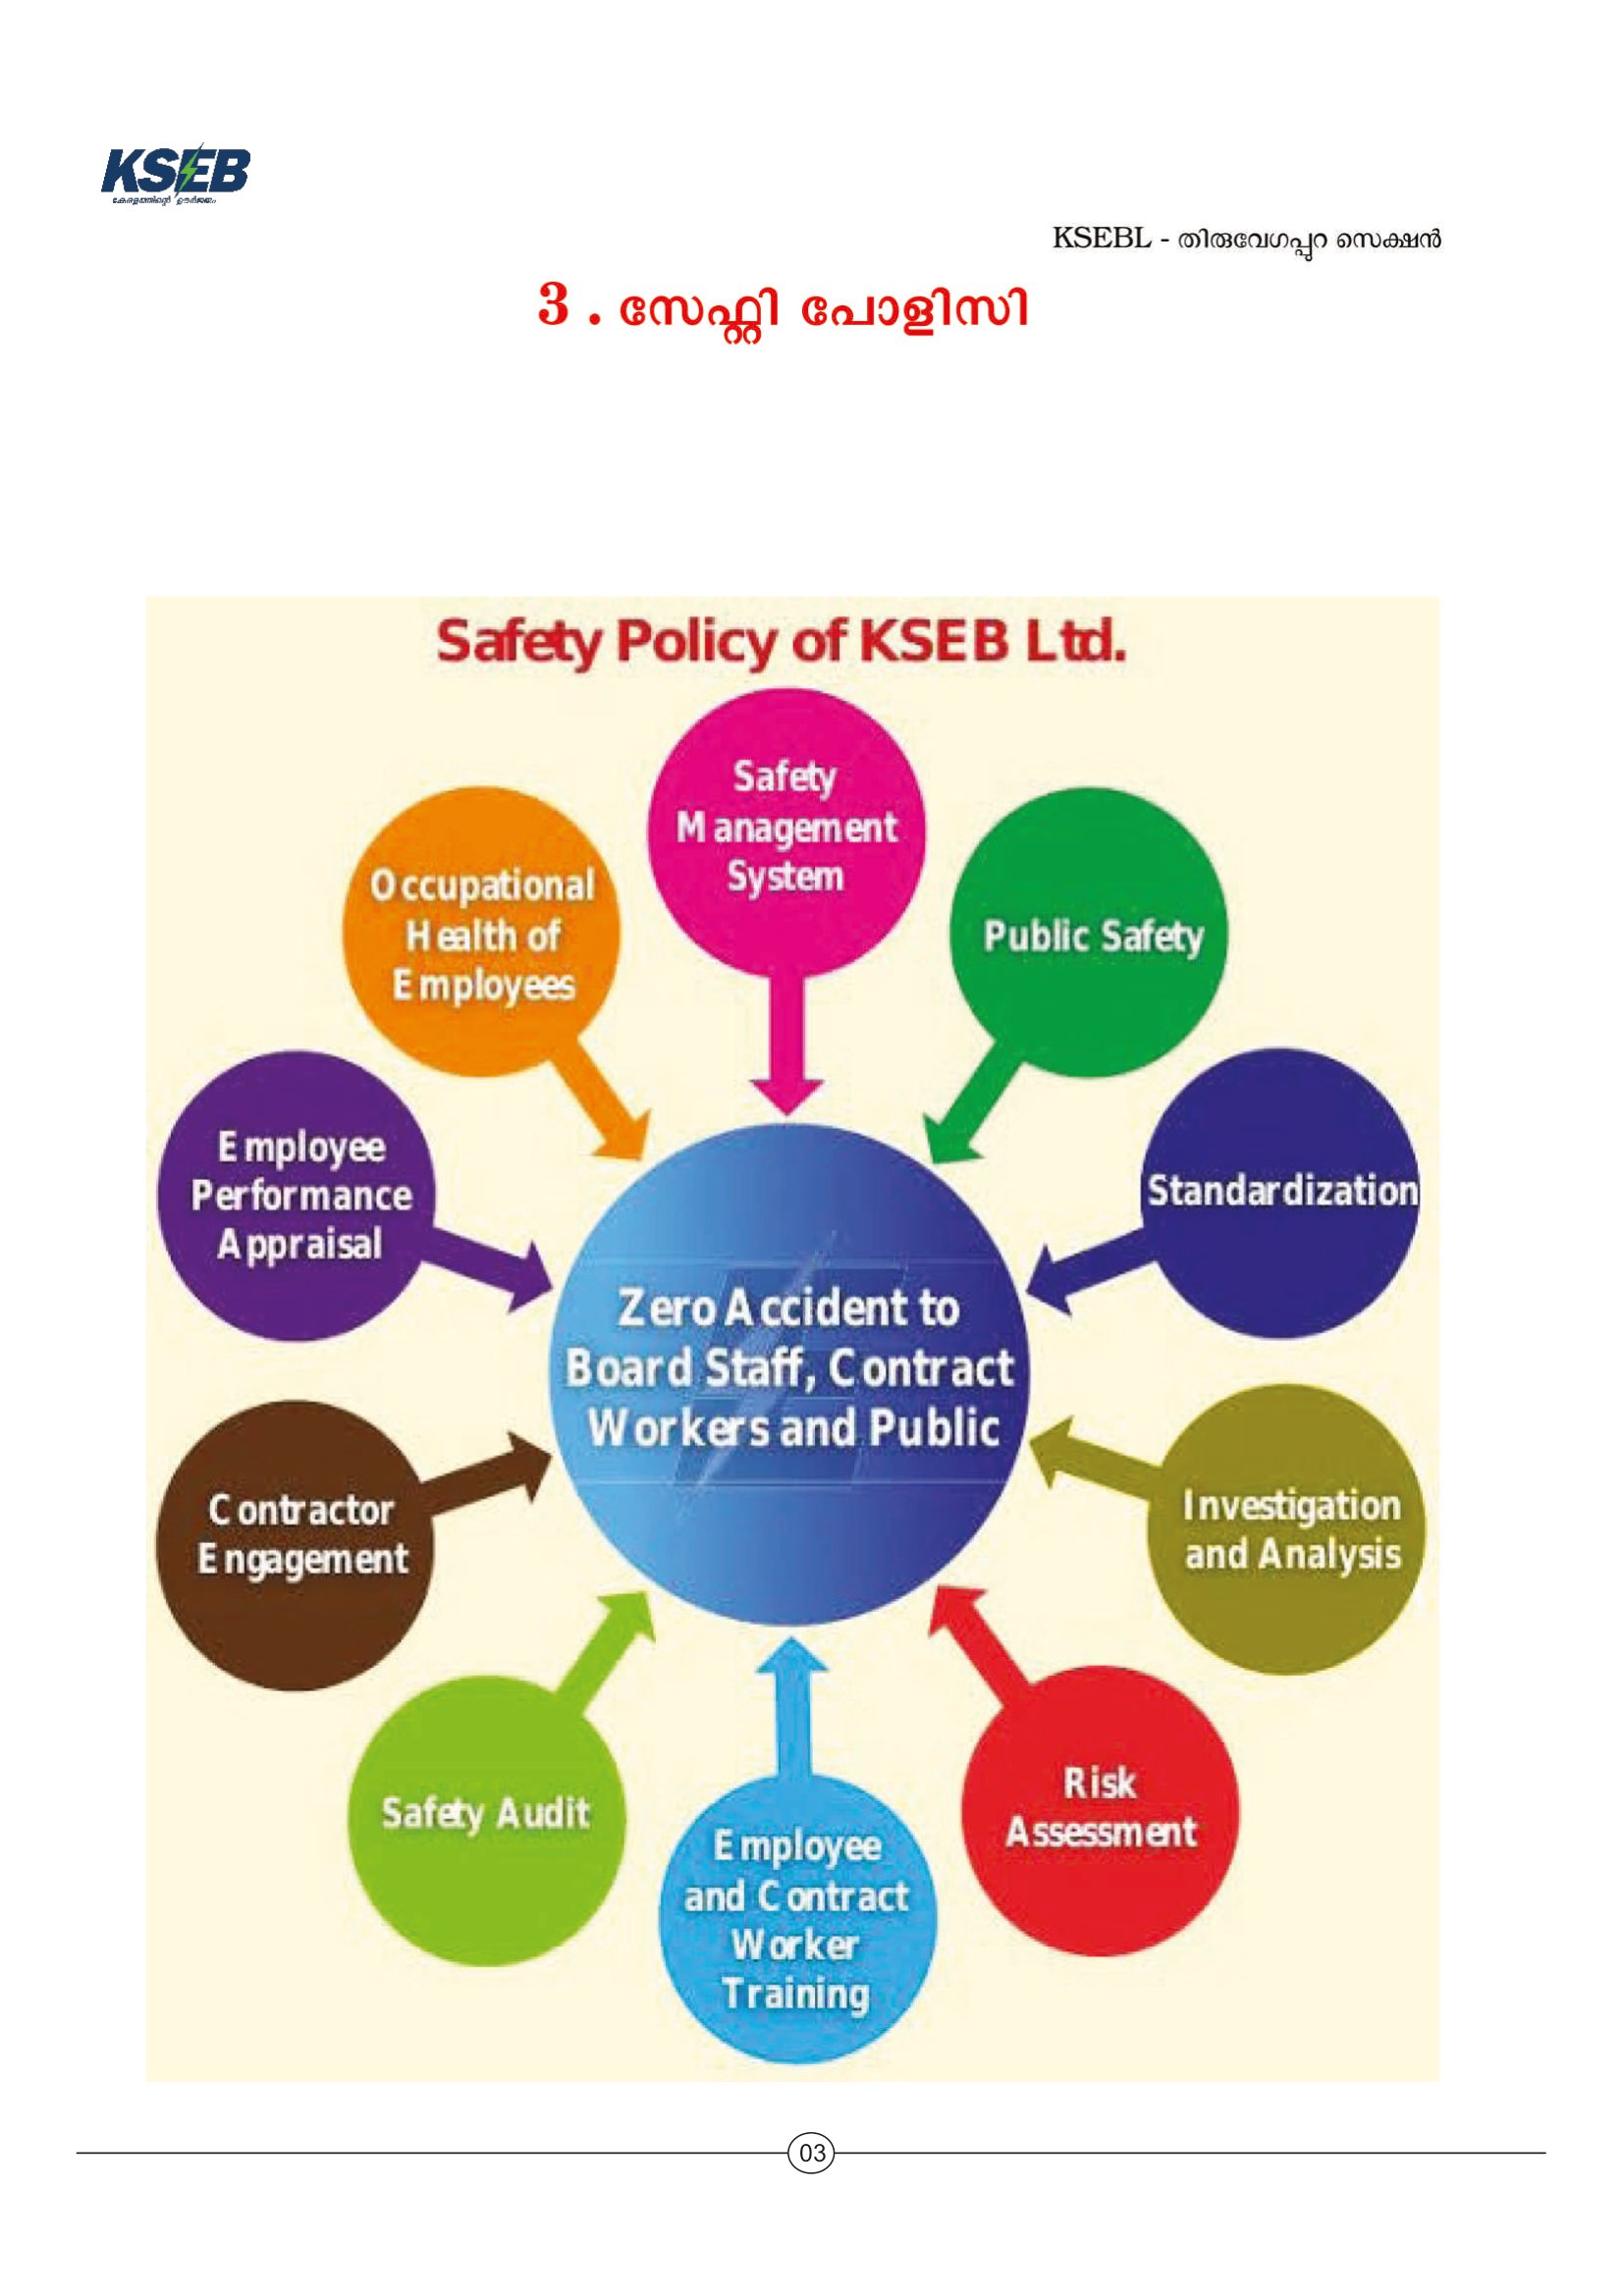 KSEB
കേരളത്തിന്റെ ഊർജ്ജം
KSEBL - തിരുവേഗപ്പുറ സെക്ഷൻ
3 . സേഫ്റ്റി പോളിസി
Safety Policy of KSEB Ltd.
Safety
Management
System
Public Safety
Standardization
Investigation
and Analysis
Risk
Assessment
Employee
and Contract
Worker
Training
Safety Audit
Contractor
Engagement
Employee
Performance
Appraisal
Occupational
Health of
Employees
Zero Accident to
Board Staff, Contract
Workers and Public
03